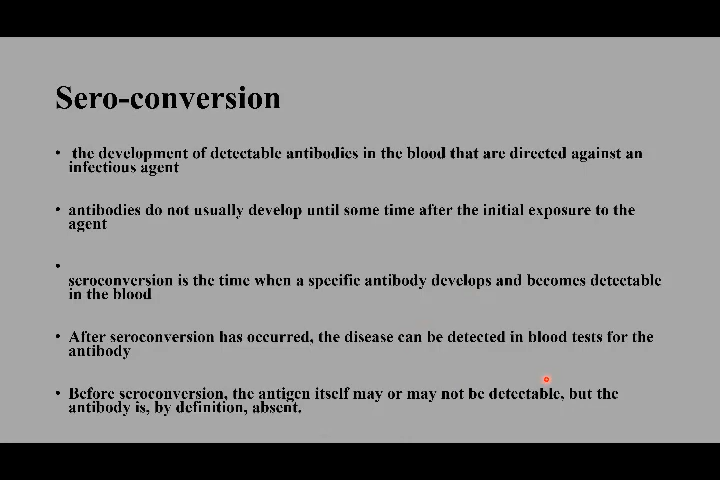 Sero-conversion
• the development of detectable antibodies in the blood that are directed against an
infectious agent
• antibodies do not usually develop until some time after the initial exposure to the
agent
•
seroconversion is the time when a specific antibody develops and becomes detectable
in the blood
• After seroconversion has occurred, the disease can be detected in blood tests for the
antibody
• Before seroconversion, the antigen itself may or may not be detectable, but the
antibody is, by definition, absent.